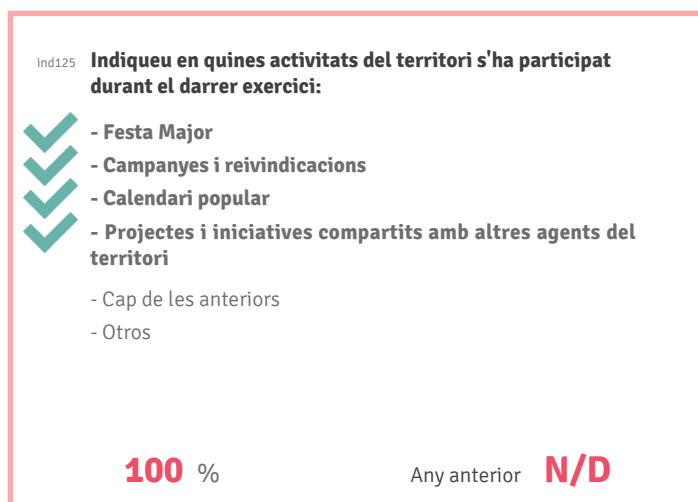 ind125 Indiqueu en quines activitats del territori s'ha participat
durant el darrer exercici:
- Festa Major
- Campanyes i reivindicacions
- Calendari popular
- Projectes i iniciatives compartits amb altres agents del
territori
- Cap de les anteriors
- Otros
100 % Any anterior N/D